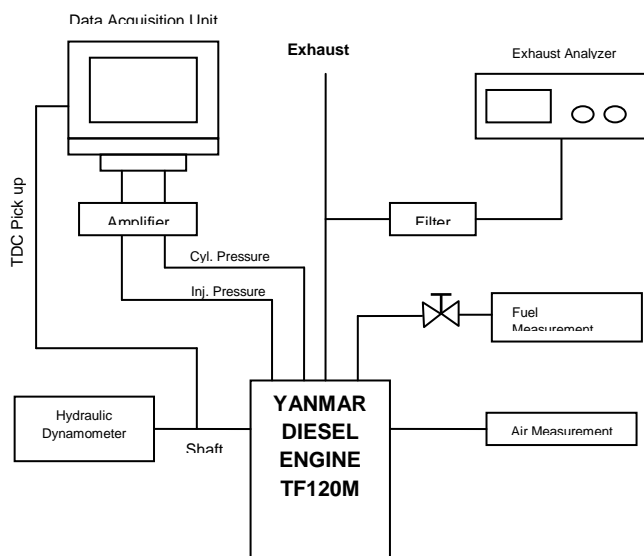 Data Acquisition Unit
Exhaust
Exhaust Analyzer
TDC Pick up
Amplifier
Filter
Cyl. Pressure
Inj. Pressure
Fuel
Measurement
Hydraulic
Dynamometer
Shaft
YANMAR
DIESEL
ENGINE
TF120M
Air Measurement